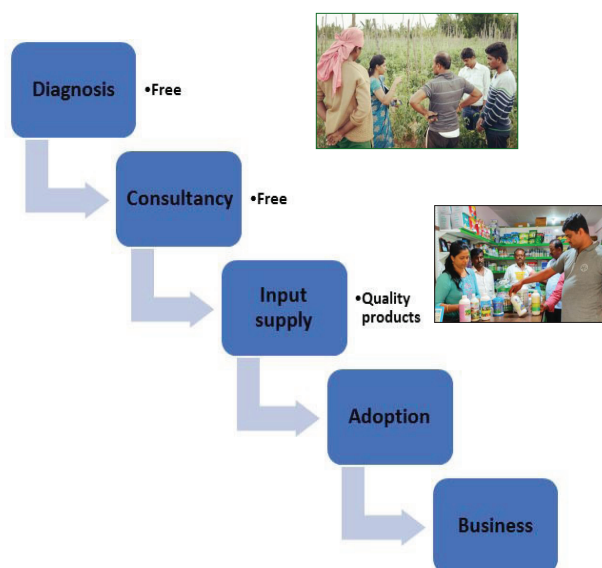 Diagnosis
•Free
Consultancy
•Free
Input
supply
•Quality
products
Adoption
Business